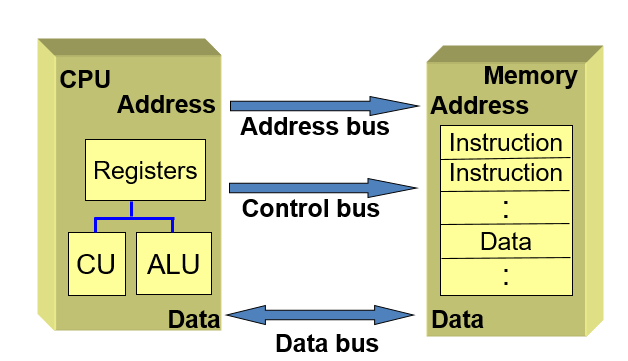 CPU
Address
Registers
CU
ALU
Data
Address bus
Control bus
Data bus
Memory
Address
Instruction
Instruction
:
Data
:
Data